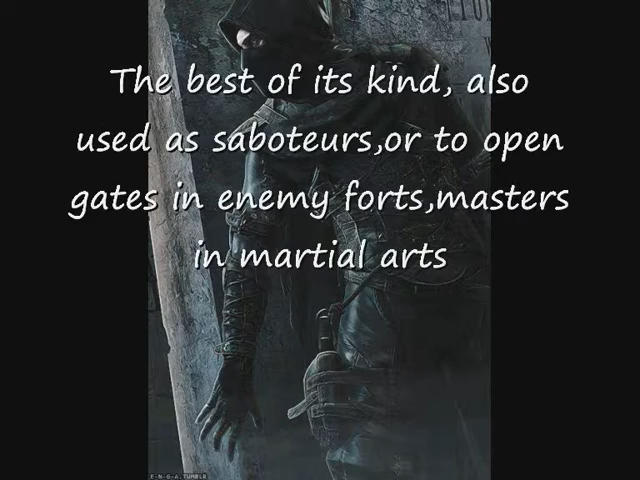 The best of its kind, also
used as saboteurs,or to open
gates in enemy forts,masters
in martial arts
E-N-G-A.TUMBLR